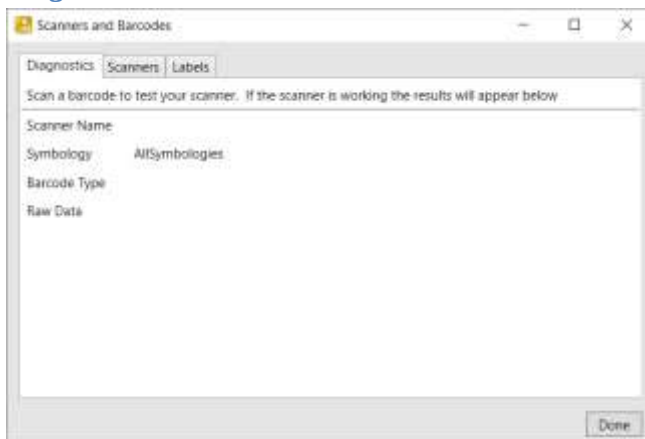 Scanners and Barcodes
Diagnostics Scanners Labels
Scan a barcode to test your scanner. If the scanner is working the results will appear below
Scanner Name
Symbology AllSymbologies
Barcode Type
Raw Data
Done